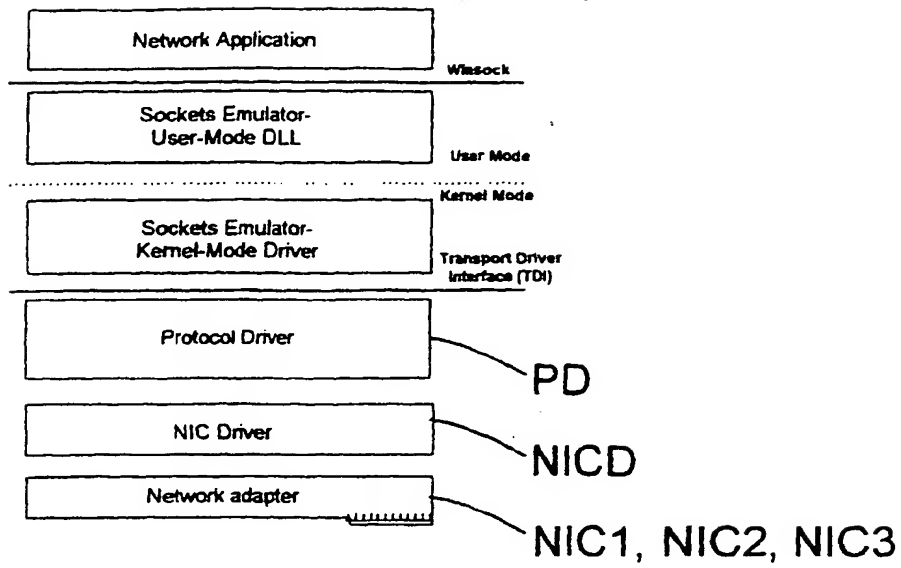 Network Application
Winsock
Sockets Emulator-
User-Mode DLL
User Mode
Kernel Mode
Sockets Emulator-
Kernel-Mode Driver
Transport Driver
Interface (TDI)
Protocol Driver
PD
NIC Driver
NICD
Network adapter
NIC1, NIC2, NIC3